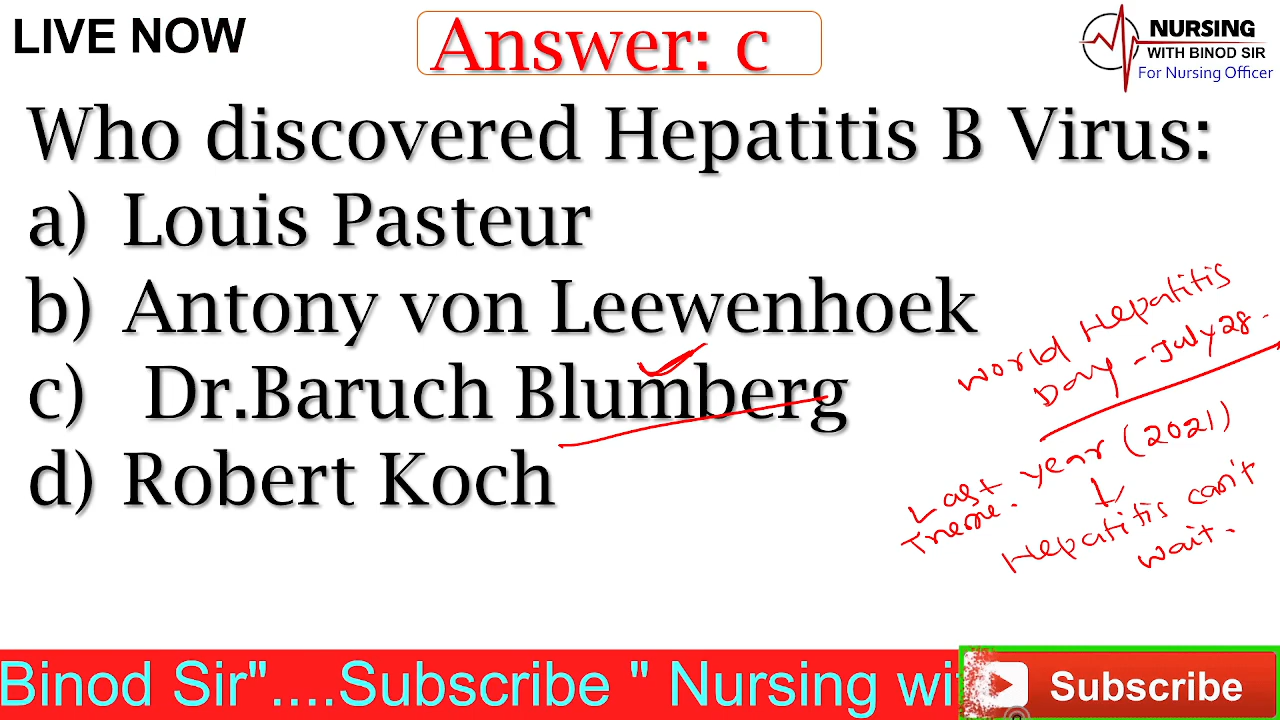 LIVE NOW
Answer: c
NURSING
WITH BINOD SIR
For Nursing Officer
Who discovered Hepatitis B Virus:
a) Louis Pasteur
b) Antony von Leewenhoek
c) Dr.Baruch Blumberg
d) Robert Koch
World Hepatitis
Day - July 28.
Last year (2021)
Theme.
Hepatitis can't
wait.
Binod Sir"....Subscribe " Nursing wi
Subscribe